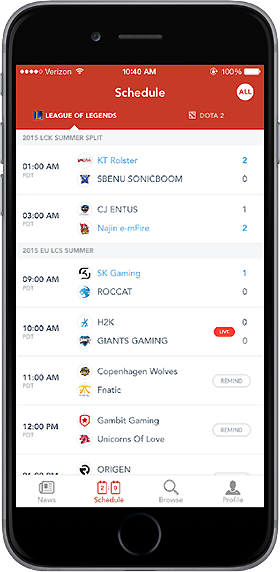 Verizon 10:40 AM 100%
Schedule ALL
LEAGUE OF LEGENDS DOTA 2
2015 LCK SUMMER SPLIT
01:00 AM KT Rolster 2
PDT SBENU SONICBOOM 0
03:00 AM CJ ENTUS 1
PDT Najin e-mFire 2
2015 EU LCS SUMMER
09:00 AM SK Gaming 1
PDT ROCCAT 0
10:00 AM H2K 0
PDT GIANTS GAMING LIVE 0
11:00 AM Copenhagen Wolves
PDT Fnatic REMIND
12:00 PM Gambit Gaming
PDT Unicorns Of Love REMIND
ORIGEN
2 0
News Schedule Browse Profile